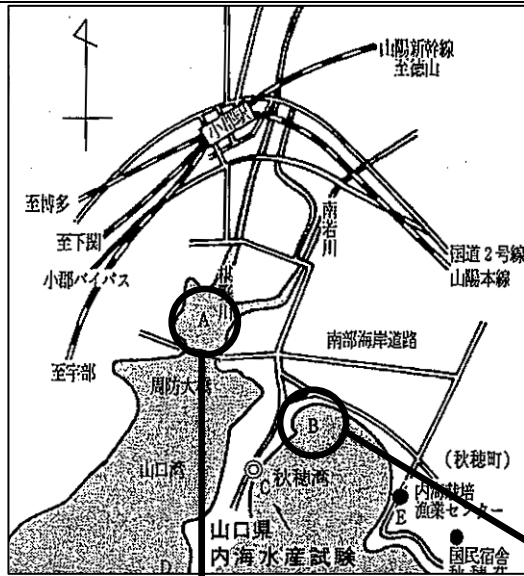 山陽新幹線
至徳山
小郡駅
至博多
至下関
小郡バイパス
至宇部
南若川
国道2号線
山陽本線
A
南部海岸道路
周防大橋
B
山口湾
C
秋穂湾
(秋穂町)
内海栽培
漁業センター
E
山口県
内海水産試験
国民宿舎
D